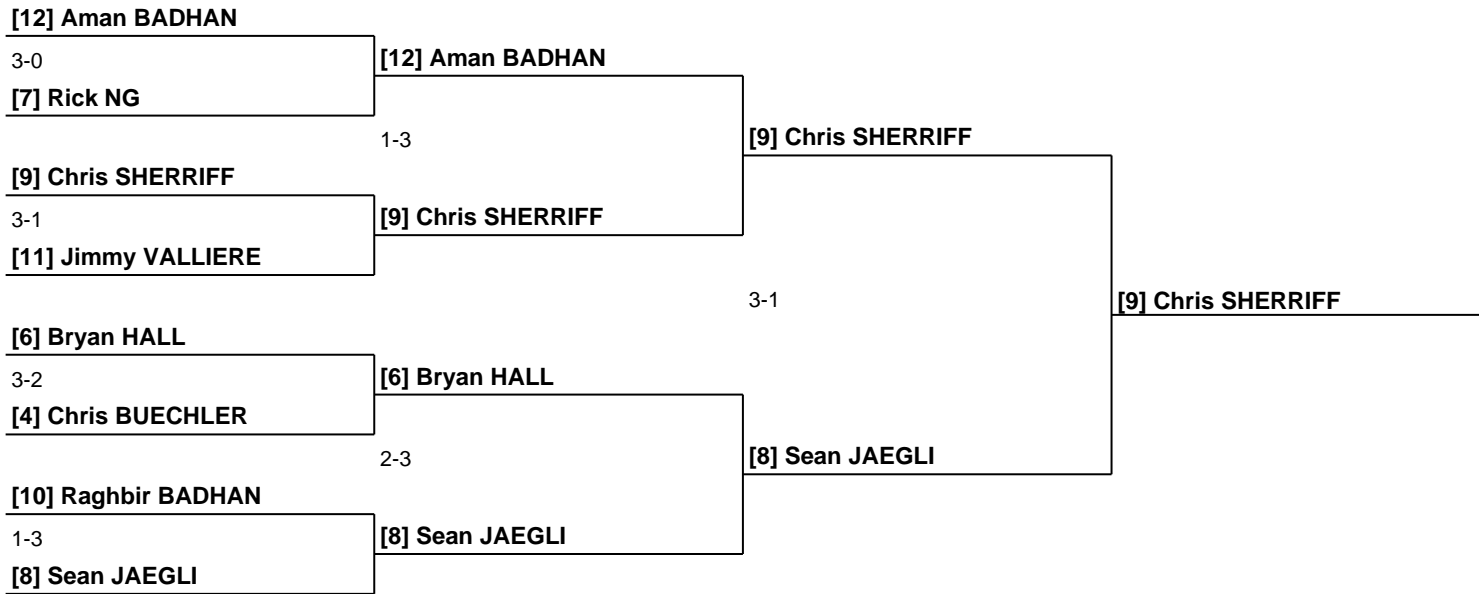 [12] Aman BADHAN
3-0
[12] Aman BADHAN
[7] Rick NG
1-3
[9] Chris SHERRIFF
[9] Chris SHERRIFF
3-1
[9] Chris SHERRIFF
[11] Jimmy VALLIERE
3-1
[9] Chris SHERRIFF
[6] Bryan HALL
3-2
[6] Bryan HALL
[4] Chris BUECHLER
2-3
[8] Sean JAEGLI
[10] Raghbir BADHAN
1-3
[8] Sean JAEGLI
[8] Sean JAEGLI